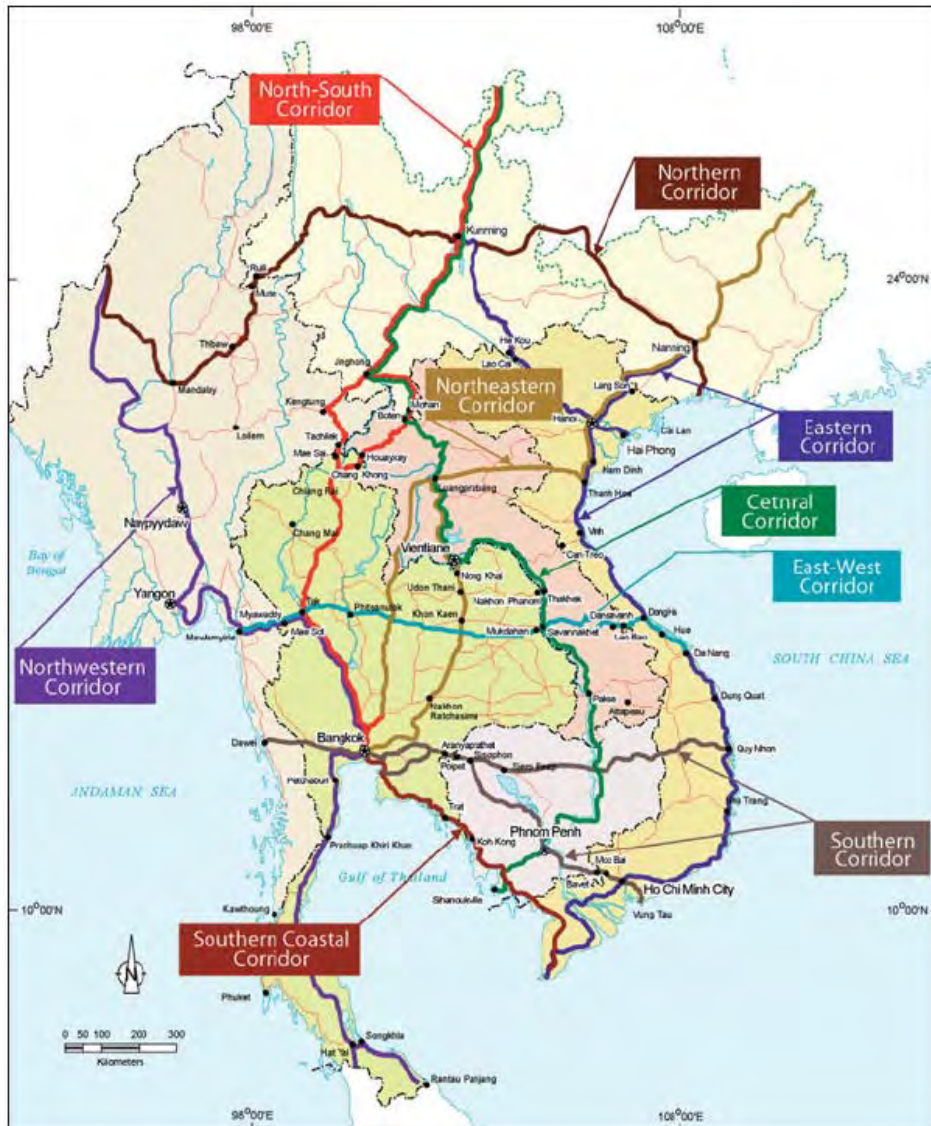 98°00'E
108°00'E
North-South
Corridor
Northern
Corridor
Kunming
Ruili
Muse
24°00'N
He Kou
Lao Cai
Nanning
Thibaw
Jinghong
Lang Son
Mandalay
Northeastern
Corridor
Mohan
Kengtung
Boten
Hanoi
Cai Lan
Eastern
Corridor
Loilem
Tachilek
Hai Phong
Mae Sai
Houayxay
Nam Dinh
Chang Khong
Luangprabang
Thanh Hoa
Chiang Rai
Cetnral
Corridor
Naypyydaw
Chang Mai
Vinh
Vientiane
Can Treo
East-West
Corridor
Bay of
Bengal
Nong Khai
Udon Thani
Yangon
Nakhon Phanom
Thakhek
Myawaddy
Tak
Phitsanulok
Khon Kaen
Dansavanh
Dongha
Mae Sot
Mukdahan
Savannakhet
Lao Bao
Hue
Northwestern
Corridor
Da Nang
SOUTH CHINA SEA
Nakhon
Ratchasima
Pakse
Dung Quat
Bangkok
Dawei
Aranyaprathet
Sisophon
Poipet
Siem Reap
Quy Nhon
ANDAMAN SEA
Petchaburi
Trat
Nha Trang
Prachuap Khiri Khan
Koh Kong
Phnom Penh
Southern
Corridor
Gulf of Thailand
Moc Bai
Bavet
Ho Chi Minh City
Sihanoukville
Vung Tau
10°00'N
10°00'N
Kawthoung
Southern Coastal
Corridor
N
Phuket
0 50 100 200 300
Kilometers
Songkhla
Hat Yai
Rantau Panjang
98°00'E
108°00'E